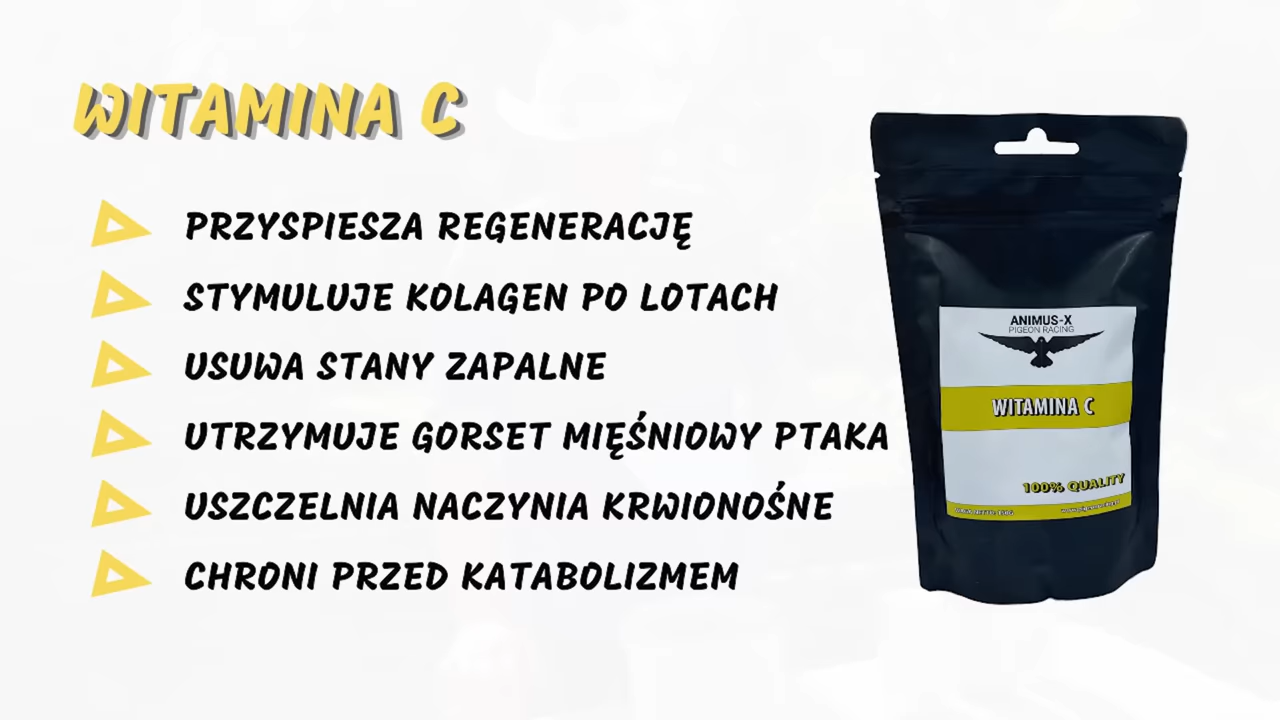 WITAMINA C
PRZYSPIESZA REGENERACJĘ
STYMULUJE KOLAGEN PO LOTACH
USUWA STANY ZAPALNE
UTRZYMUJE GORSET MIĘŚNIOWY PTAKA
USZCZELNIA NACZYNIA KRWIONOŚNE
CHRONI PRZED KATABOLIZMEM
ANIMUS-X
PIGEON RACING
WITAMINA C
100% QUALITY